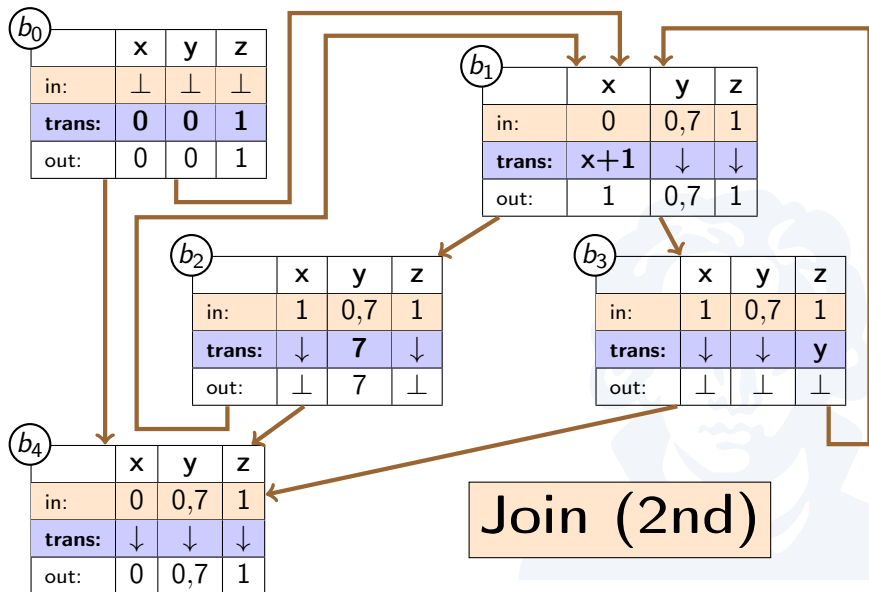 b0
x y z
in: ⊥ ⊥ ⊥
trans: 0 0 1
out: 0 0 1
b1
x y z
in: 0 0,7 1
trans: x+1 ↓ ↓
out: 1 0,7 1
b2
x y z
in: 1 0,7 1
trans: ↓ 7 ↓
out: ⊥ 7 ⊥
b3
x y z
in: 1 0,7 1
trans: ↓ ↓ y
out: ⊥ ⊥ ⊥
b4
x y z
in: 0 0,7 1
trans: ↓ ↓ ↓
out: 0 0,7 1
Join (2nd)